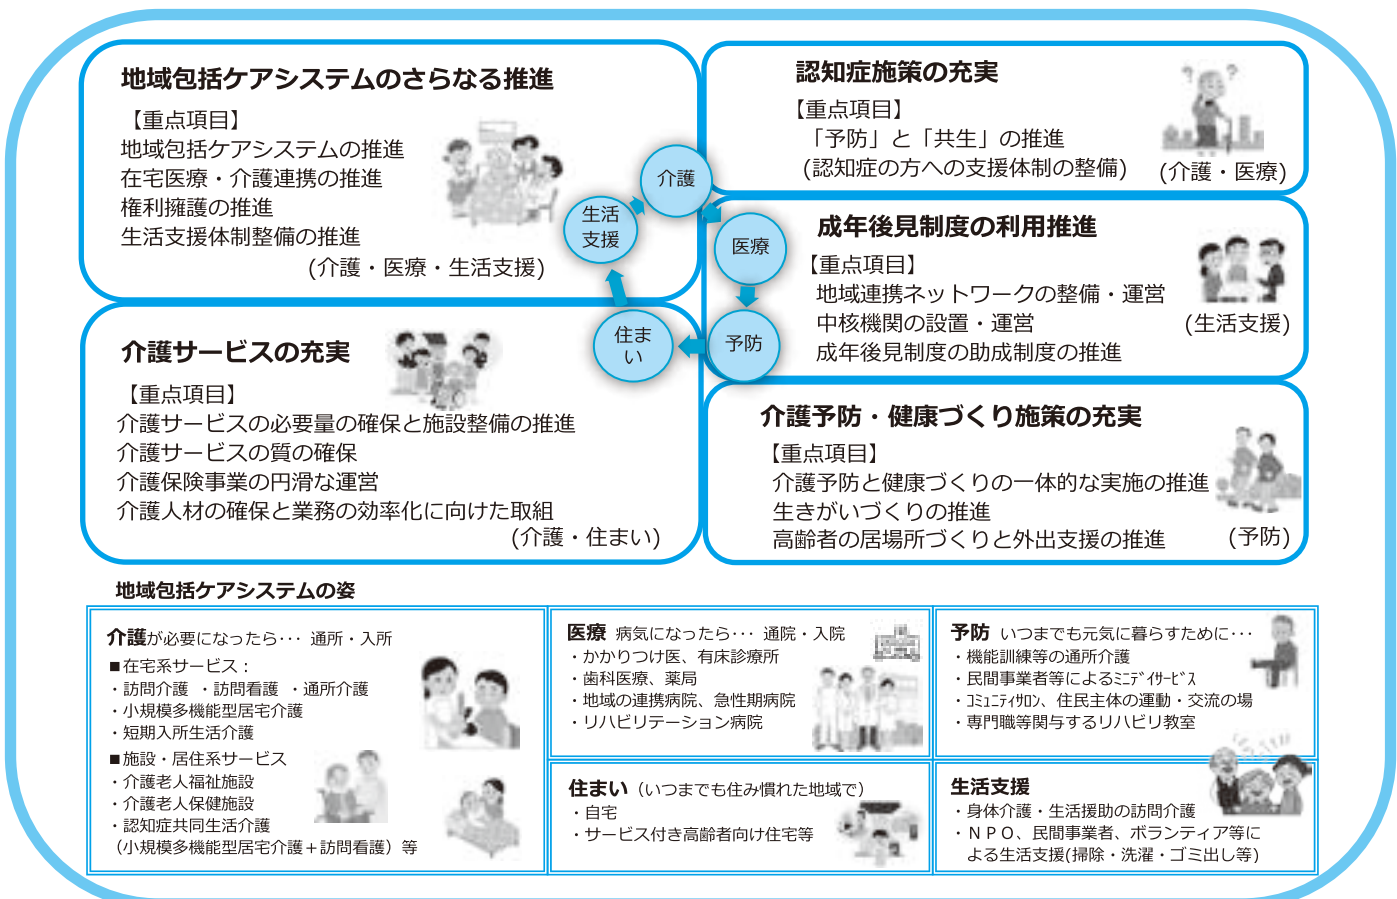 地域包括ケアシステムのさらなる推進
【重点項目】
地域包括ケアシステムの推進
在宅医療・介護連携の推進
権利擁護の推進
生活支援体制整備の推進
(介護・医療・生活支援)
認知症施策の充実
【重点項目】
「予防」と「共生」の推進
(認知症の方への支援体制の整備)
(介護・医療)
介護
医療
予防
住まい
生活支援
成年後見制度の利用推進
【重点項目】
地域連携ネットワークの整備・運営
中核機関の設置・運営
成年後見制度の助成制度の推進
(生活支援)
介護サービスの充実
【重点項目】
介護サービスの必要量の確保と施設整備の推進
介護サービスの質の確保
介護保険事業の円滑な運営
介護人材の確保と業務の効率化に向けた取組
(介護・住まい)
介護予防・健康づくり施策の充実
【重点項目】
介護予防と健康づくりの一体的な実施の推進
生きがいづくりの推進
高齢者の居場所づくりと外出支援の推進
(予防)
地域包括ケアシステムの姿
介護が必要になったら･･･ 通所・入所
■在宅系サービス：
・訪問介護 ・訪問看護 ・通所介護
・小規模多機能型居宅介護
・短期入所生活介護
■施設・居住系サービス
・介護老人福祉施設
・介護老人保健施設
・認知症共同生活介護
（小規模多機能型居宅介護＋訪問看護）等
医療 病気になったら･･･ 通院・入院
・かかりつけ医、有床診療所
・歯科医療、薬局
・地域の連携病院、急性期病院
・リハビリテーション病院
予防 いつまでも元気に暮らすために･･･
・機能訓練等の通所介護
・民間事業者等によるﾐﾆﾃﾞｲｻｰﾋﾞｽ
・ｺﾐｭﾆﾃｨｻﾛﾝ、住民主体の運動・交流の場
・専門職等関与するリハビリ教室
住まい（いつまでも住み慣れた地域で）
・自宅
・サービス付き高齢者向け住宅等
生活支援
・身体介護・生活援助の訪問介護
・ＮＰＯ、民間事業者、ボランティア等に
よる生活支援(掃除・洗濯・ゴミ出し等)